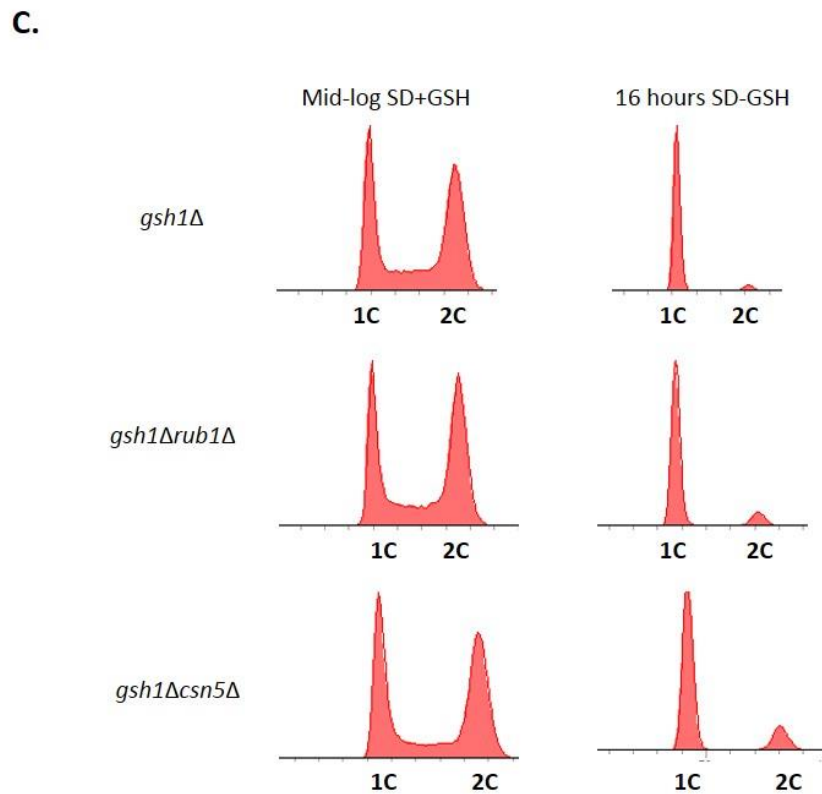 C.
Mid-log SD+GSH 16 hours SD-GSH
gsh1Δ
1C 2C 1C 2C
gsh1Δrub1Δ
1C 2C 1C 2C
gsh1Δcsn5Δ
1C 2C 1C 2C